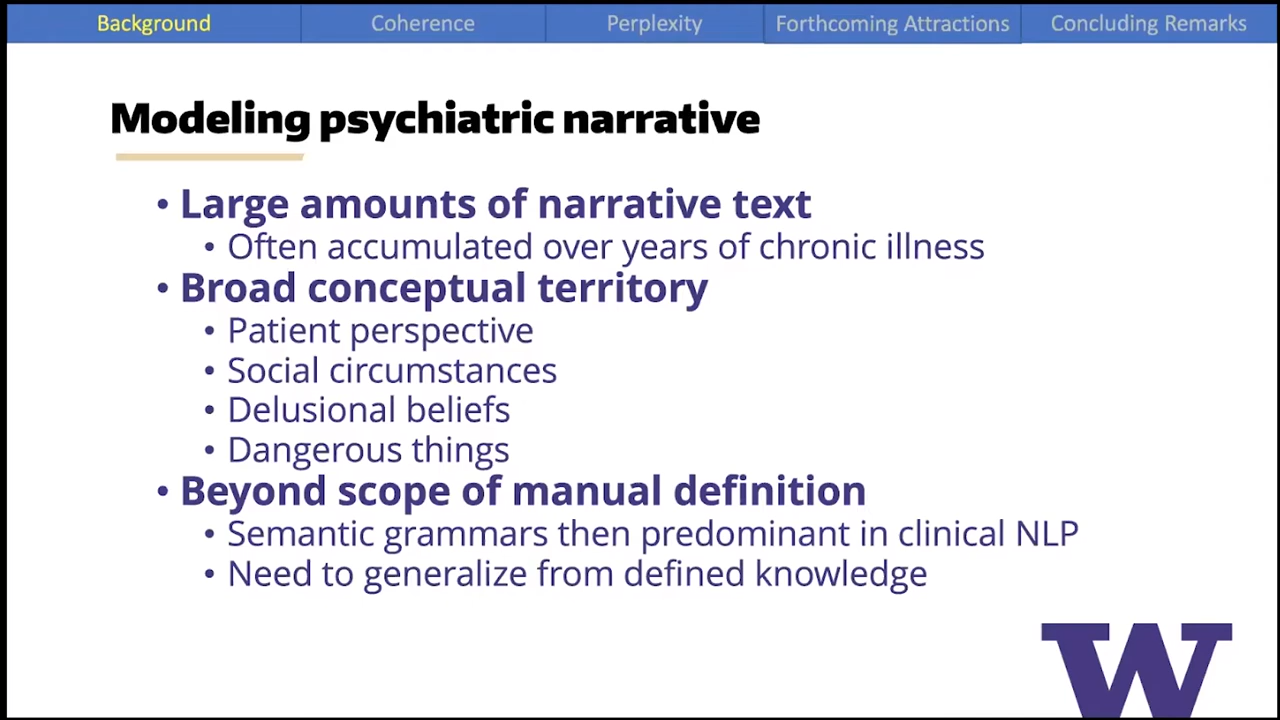 Background
Coherence
Perplexity
Forthcoming Attractions
Concluding Remarks
Modeling psychiatric narrative
• Large amounts of narrative text
• Often accumulated over years of chronic illness
• Broad conceptual territory
• Patient perspective
• Social circumstances
• Delusional beliefs
• Dangerous things
• Beyond scope of manual definition
• Semantic grammars then predominant in clinical NLP
• Need to generalize from defined knowledge
W